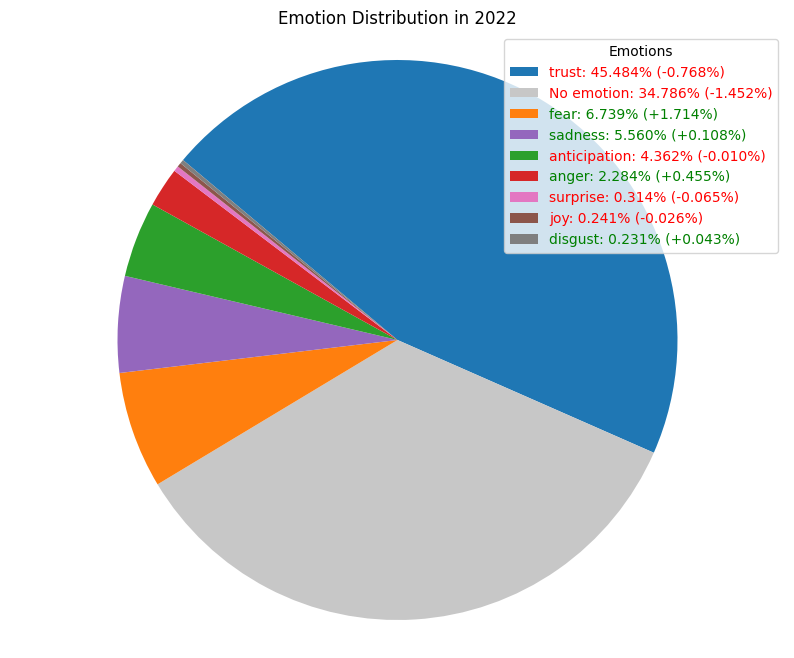 Emotion Distribution in 2022
Emotions
trust: 45.484% (-0.768%)
No emotion: 34.786% (-1.452%)
fear: 6.739% (+1.714%)
sadness: 5.560% (+0.108%)
anticipation: 4.362% (-0.010%)
anger: 2.284% (+0.455%)
surprise: 0.314% (-0.065%)
joy: 0.241% (-0.026%)
disgust: 0.231% (+0.043%)